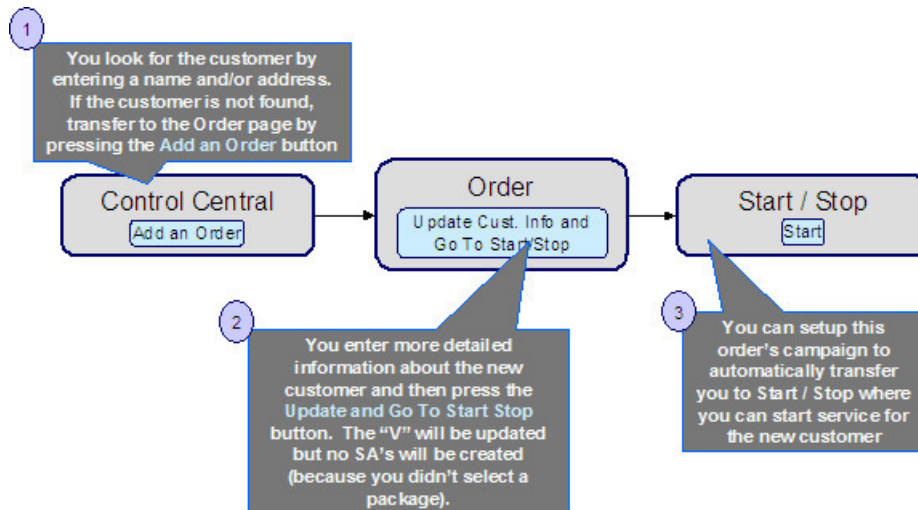 1
You look for the customer by
entering a name and/or address.
If the customer is not found,
transfer to the Order page by
pressing the Add an Order button
Control Central
Add an Order
Order
Update Cust. Info and
Go To Start/Stop
Start / Stop
Start
2
You enter more detailed
information about the new
customer and then press the
Update and Go To Start Stop
button. The “V” will be updated
but no SA's will be created
(because you didn't select a
package).
3
You can setup this
order's campaign to
automatically transfer
you to Start / Stop where
you can start service for
the new customer